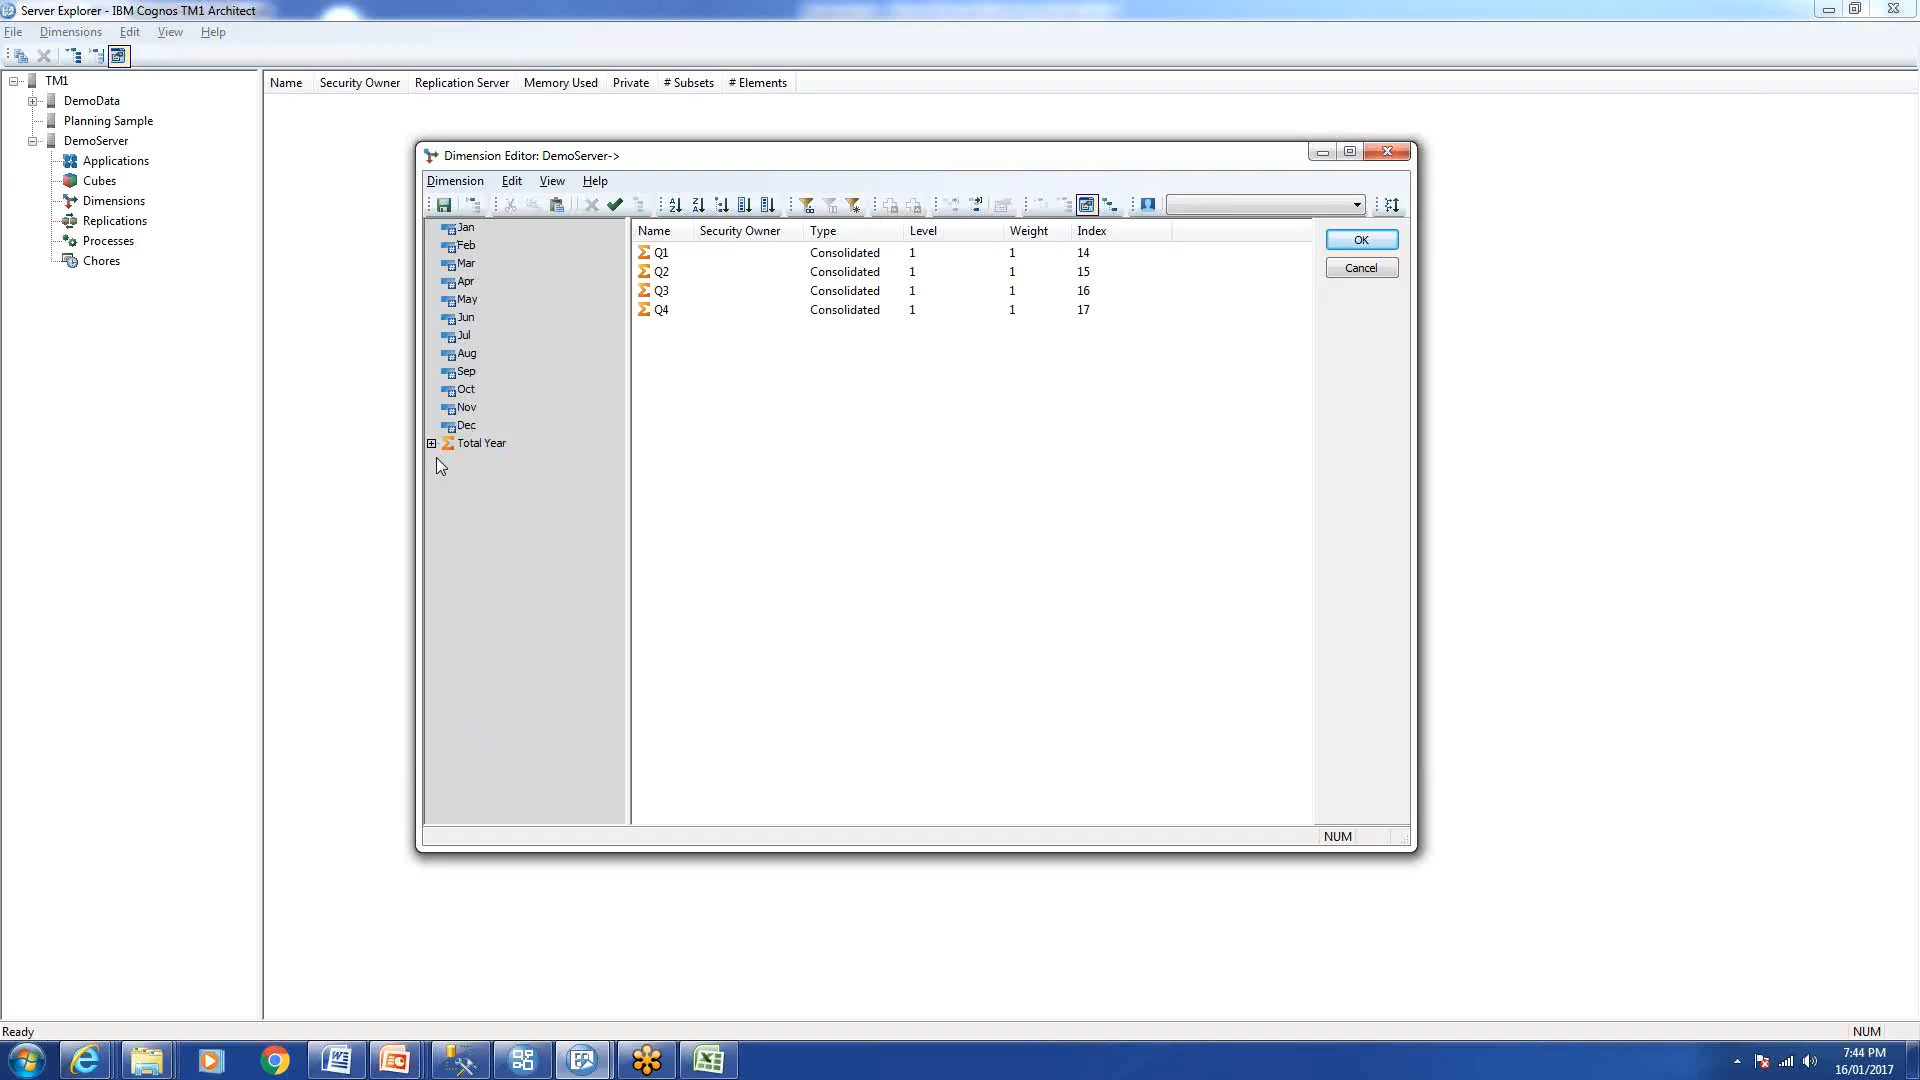 Server Explorer - IBM Cognos TM1 Architect
File Dimensions Edit View Help
TM1
DemoData
Planning Sample
DemoServer
Applications
Cubes
Dimensions
Replications
Processes
Chores
Name Security Owner Replication Server Memory Used Private # Subsets # Elements
Dimension Editor: DemoServer->
Dimension Edit View Help
Jan
Feb
Mar
Apr
May
Jun
Jul
Aug
Sep
Oct
Nov
Dec
Total Year
Name Security Owner Type Level Weight Index
Q1 Consolidated 1 1 14
Q2 Consolidated 1 1 15
Q3 Consolidated 1 1 16
Q4 Consolidated 1 1 17
OK
Cancel
NUM
Ready NUM
7:44 PM
16/01/2017